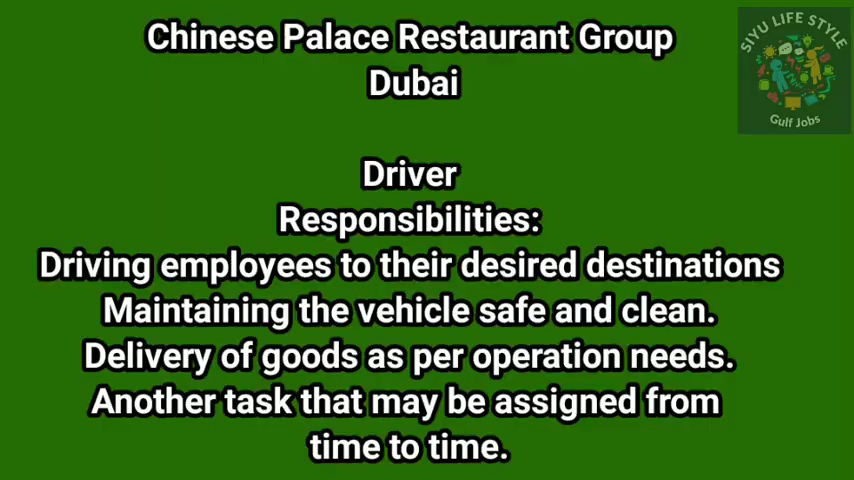 Chinese Palace Restaurant Group
Dubai
SIYU LIFE STYLE
Gulf Jobs
Driver
Responsibilities:
Driving employees to their desired destinations
Maintaining the vehicle safe and clean.
Delivery of goods as per operation needs.
Another task that may be assigned from
time to time.